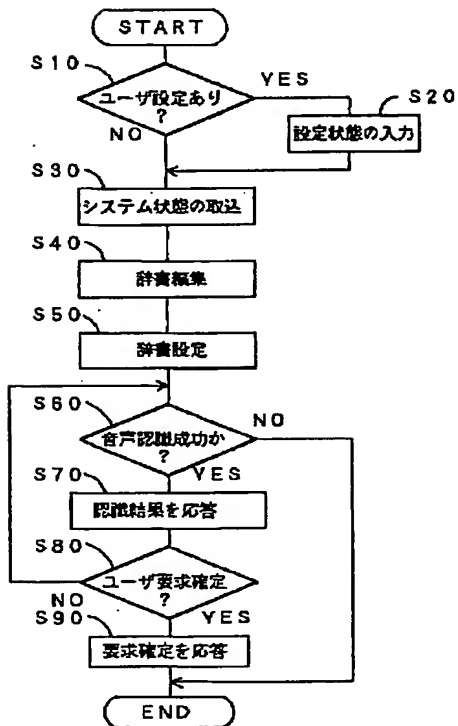 START
S10
ユーザ設定あり
?
YES
S20
設定状態の入力
NO
S30
システム状態の取込
S40
辞書編集
S50
辞書設定
S60
音声認識成功か
?
NO
YES
S70
認識結果を応答
S80
ユーザ要求確定
?
NO
YES
S90
要求確定を応答
END